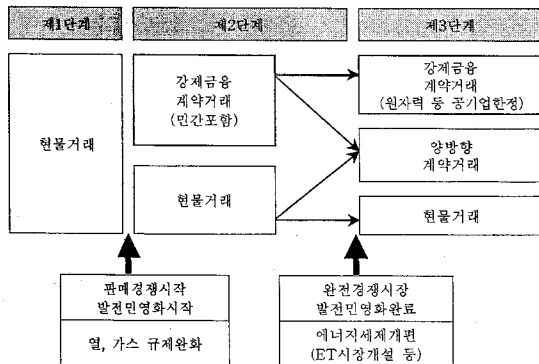 제1단계
제2단계
제3단계
현물거래
강제금융
계약거래
(민간포함)
현물거래
강제금융
계약거래
(원자력 등 공기업한정)
양방향
계약거래
현물거래
판매경쟁시작
발전민영화시작
열, 가스 규제완화
완전경쟁시장
발전민영화완료
에너지세제개편
(ET시장개설 등)